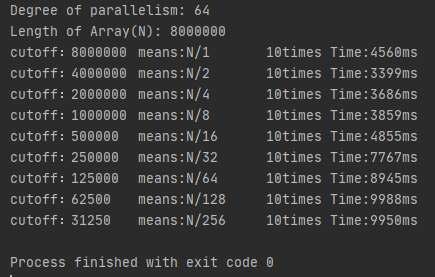 Degree of parallelism: 64
Length of Array(N): 8000000
cutoff：8000000 means:N/1 10times Time:4560ms
cutoff：4000000 means:N/2 10times Time:3399ms
cutoff：2000000 means:N/4 10times Time:3686ms
cutoff：1000000 means:N/8 10times Time:3859ms
cutoff：500000 means:N/16 10times Time:4855ms
cutoff：250000 means:N/32 10times Time:7767ms
cutoff：125000 means:N/64 10times Time:8945ms
cutoff：62500 means:N/128 10times Time:9988ms
cutoff：31250 means:N/256 10times Time:9950ms
Process finished with exit code 0